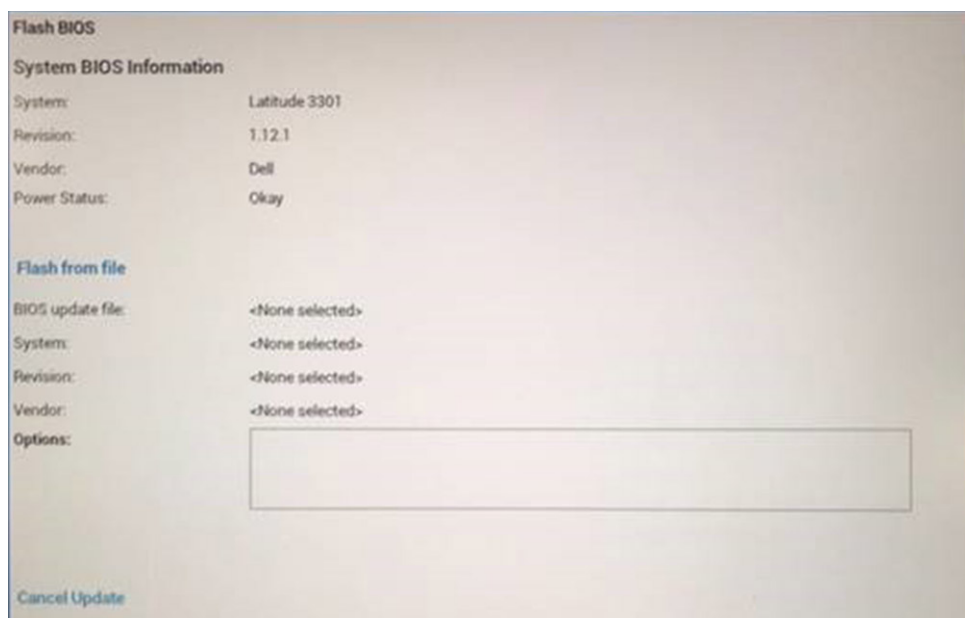 Flash BIOS
System BIOS Information
System: Latitude 3301
Revision: 1.12.1
Vendor: Dell
Power Status: Okay
Flash from file
BIOS update file: <None selected>
System: <None selected>
Revision: <None selected>
Vendor: <None selected>
Options:
Cancel Update